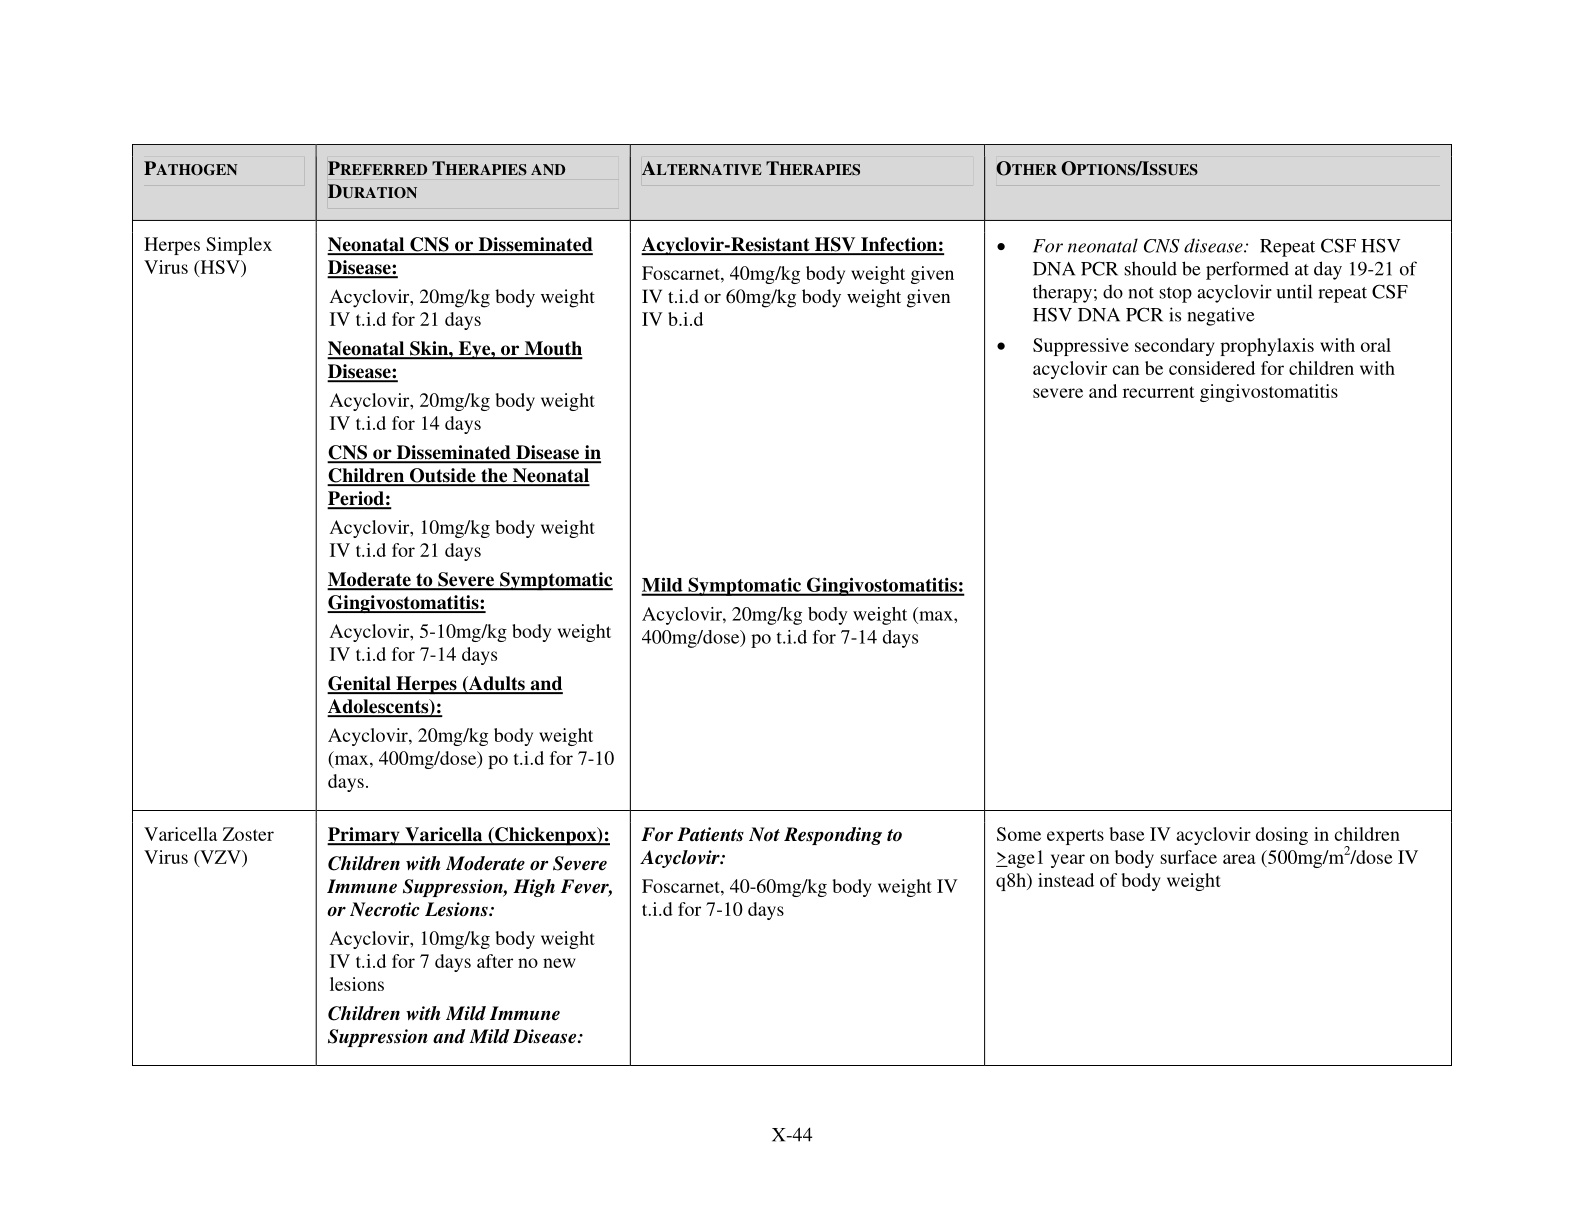 PATHOGEN
PREFERRED THERAPIES AND
DURATION
ALTERNATIVE THERAPIES
OTHER OPTIONS/ISSUES
Herpes Simplex
Virus (HSV)
Neonatal CNS or Disseminated
Disease:
Acyclovir, 20mg/kg body weight
IV t.i.d for 21 days
Neonatal Skin, Eye, or Mouth
Disease:
Acyclovir, 20mg/kg body weight
IV t.i.d for 14 days
CNS or Disseminated Disease in
Children Outside the Neonatal
Period:
Acyclovir, 10mg/kg body weight
IV t.i.d for 21 days
Moderate to Severe Symptomatic
Gingivostomatitis:
Acyclovir, 5-10mg/kg body weight
IV t.i.d for 7-14 days
Genital Herpes (Adults and
Adolescents):
Acyclovir, 20mg/kg body weight
(max, 400mg/dose) po t.i.d for 7-10
days.
Acyclovir-Resistant HSV Infection:
Foscarnet, 40mg/kg body weight given
IV t.i.d or 60mg/kg body weight given
IV b.i.d
Mild Symptomatic Gingivostomatitis:
Acyclovir, 20mg/kg body weight (max,
400mg/dose) po t.i.d for 7-14 days
• For neonatal CNS disease: Repeat CSF HSV
DNA PCR should be performed at day 19-21 of
therapy; do not stop acyclovir until repeat CSF
HSV DNA PCR is negative
• Suppressive secondary prophylaxis with oral
acyclovir can be considered for children with
severe and recurrent gingivostomatitis
Varicella Zoster
Virus (VZV)
Primary Varicella (Chickenpox):
Children with Moderate or Severe
Immune Suppression, High Fever,
or Necrotic Lesions:
Acyclovir, 10mg/kg body weight
IV t.i.d for 7 days after no new
lesions
Children with Mild Immune
Suppression and Mild Disease:
For Patients Not Responding to
Acyclovir:
Foscarnet, 40-60mg/kg body weight IV
t.i.d for 7-10 days
Some experts base IV acyclovir dosing in children
≥age1 year on body surface area (500mg/m²/dose IV
q8h) instead of body weight
X-44